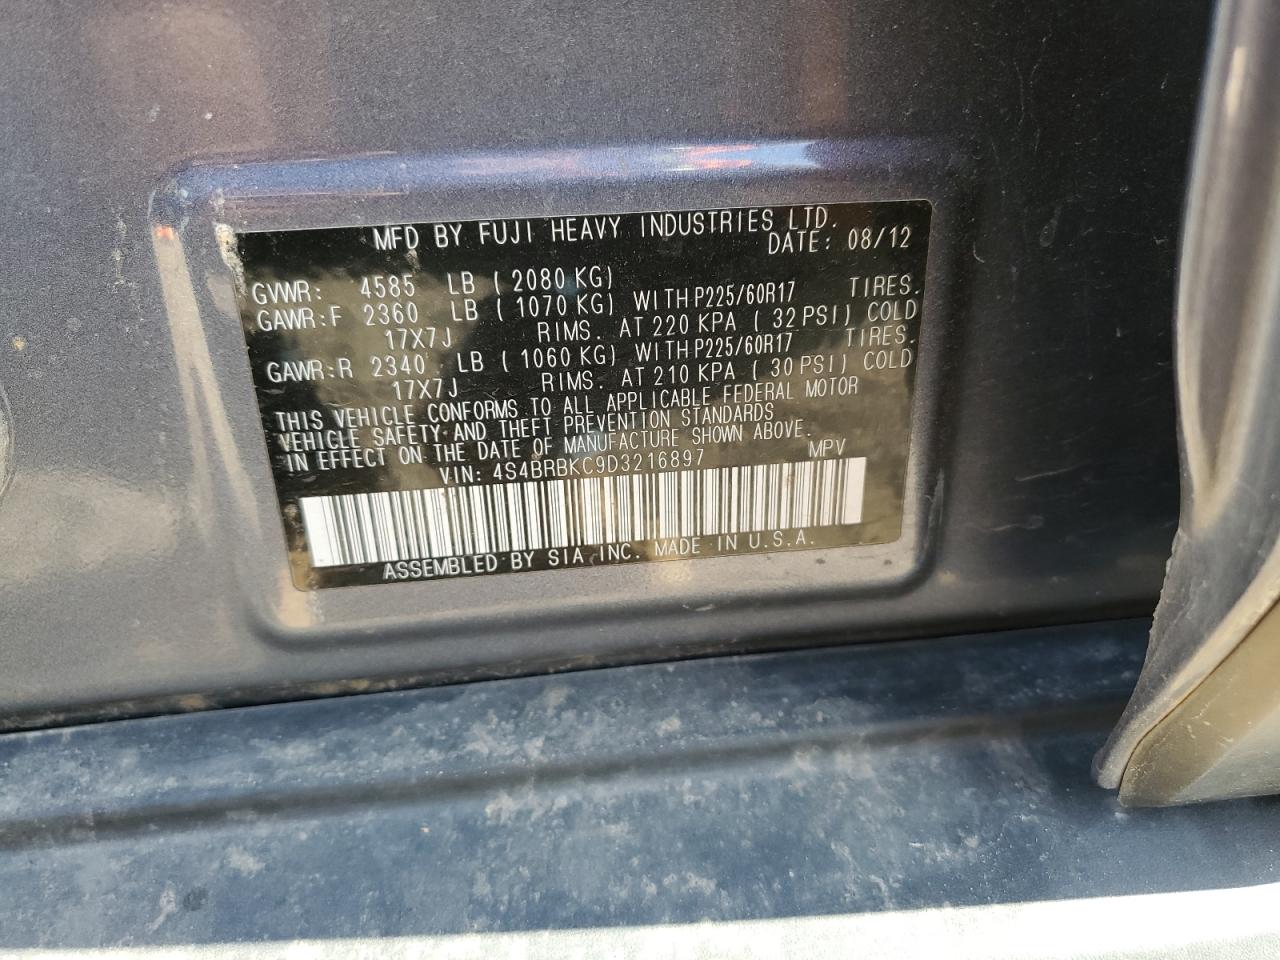 MFD BY FUJI HEAVY INDUSTRIES LTD.
DATE: 08/12
GVWR: 4585 LB (2080 KG)
GAWR:F 2360 LB (1070 KG) WITH P225/60R17 TIRES.
17X7J RIMS. AT 220 KPA (32 PSI) COLD
GAWR:R 2340 LB (1060 KG) WITH P225/60R17 TIRES.
17X7J RIMS. AT 210 KPA (30 PSI) COLD
THIS VEHICLE CONFORMS TO ALL APPLICABLE FEDERAL MOTOR
VEHICLE SAFETY AND THEFT PREVENTION STANDARDS
IN EFFECT ON THE DATE OF MANUFACTURE SHOWN ABOVE.
VIN: 4S4BRBKC9D3216897 MPV
ASSEMBLED BY SIA INC. MADE IN U.S.A.